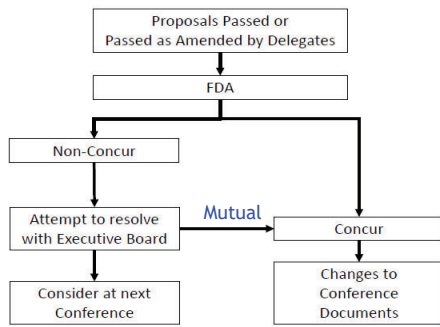 Proposals Passed or
Passed as Amended by Delegates
FDA
Non-Concur
Attempt to resolve
with Executive Board
Mutual
Concur
Consider at next
Conference
Changes to
Conference
Documents